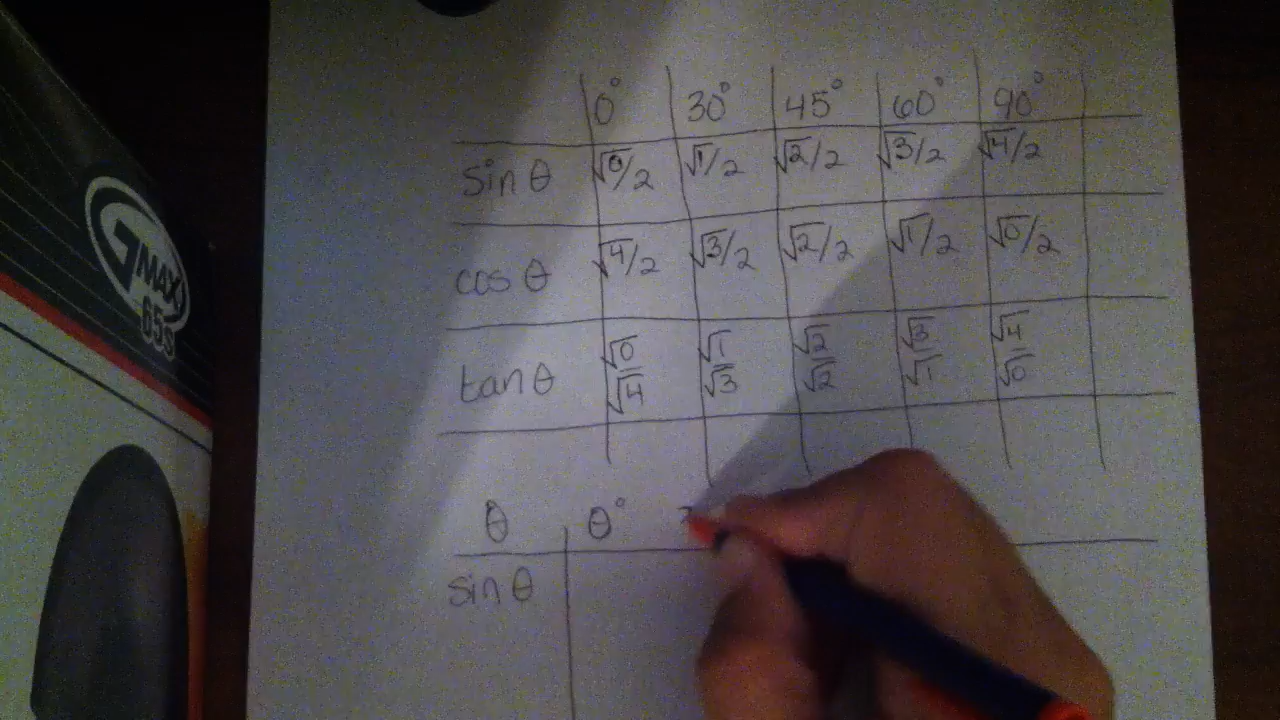 GMAX
65S
0° 30° 45° 60° 90°
sin θ √0/2 √1/2 √2/2 √3/2 √4/2
cos θ √4/2 √3/2 √2/2 √1/2 √0/2
tan θ √0/√4 √1/√3 √2/√2 √3/√1 √4/√0
θ θ°
sin θ